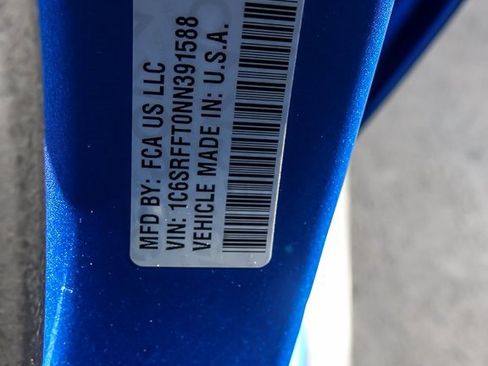 MFD BY: FCA US LLC
VIN: 1C6SRFFT0NN391588
VEHICLE MADE IN: U.S.A.